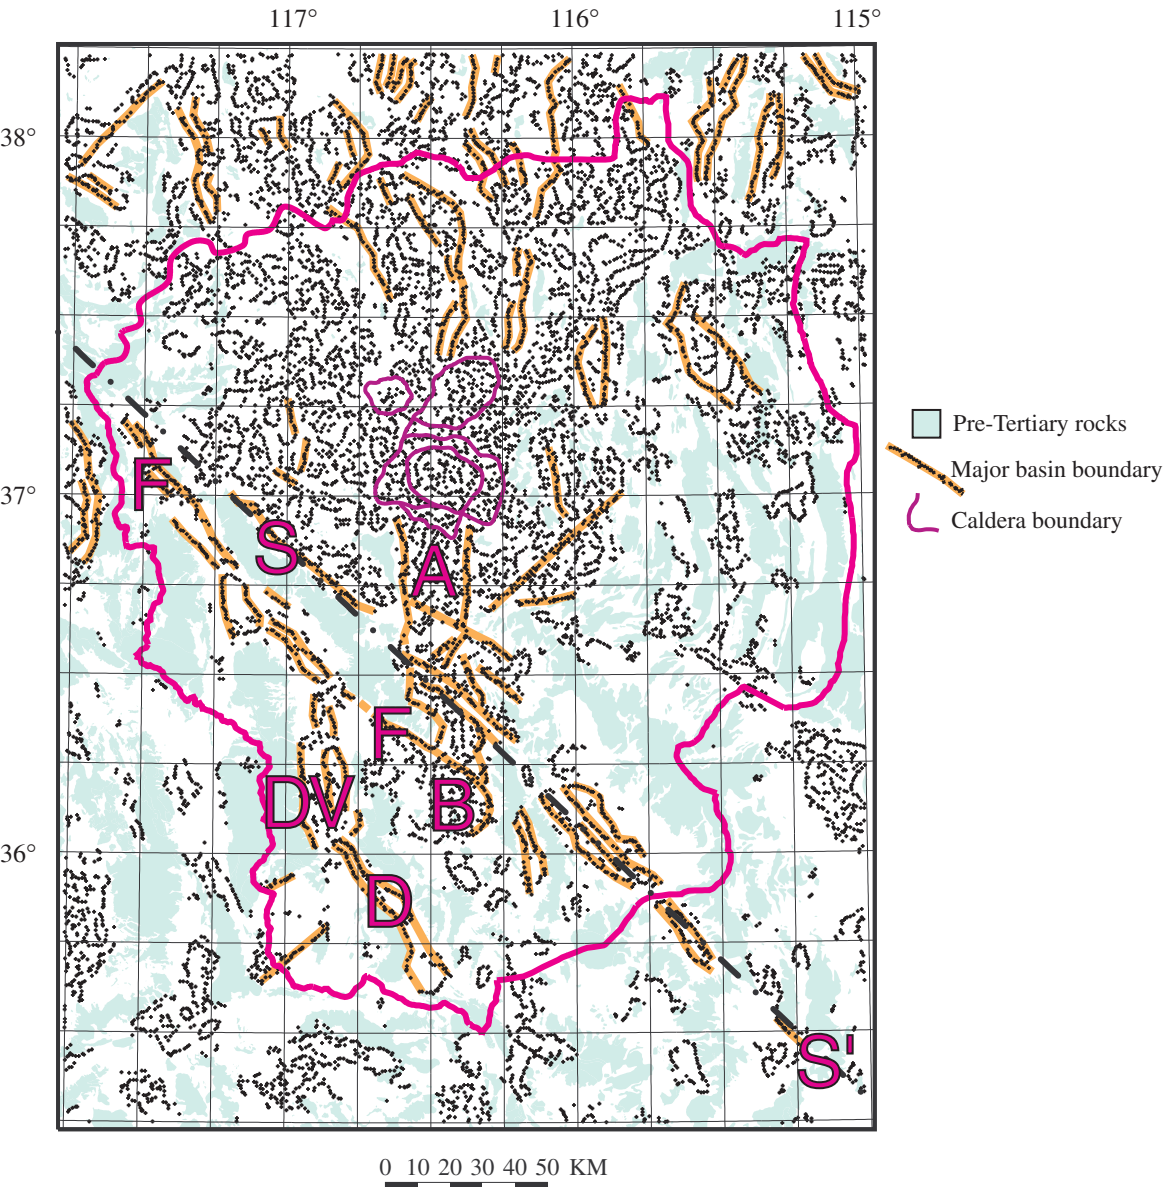 117° 116° 115°
38°
37°
36°
F
S
A
F
DV
B
D
S'
Pre-Tertiary rocks
Major basin boundary
Caldera boundary
0 10 20 30 40 50 KM